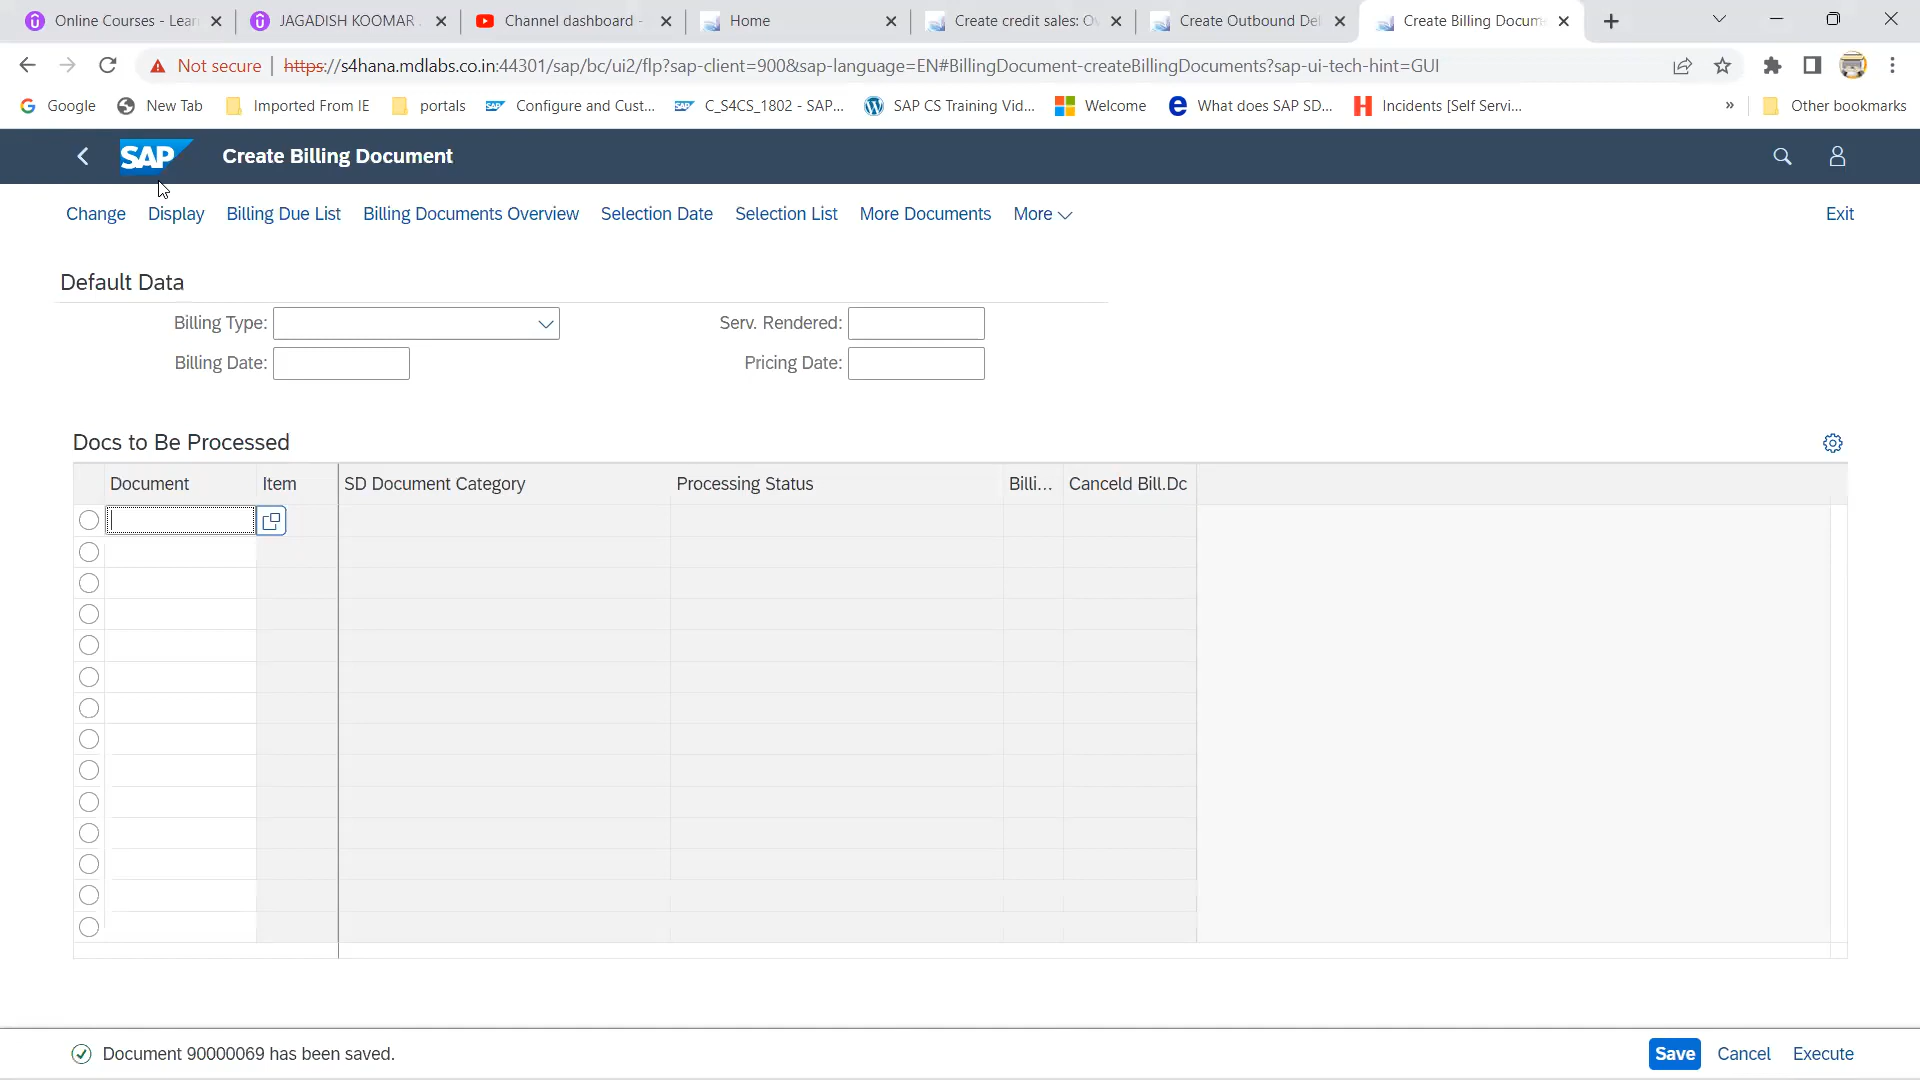 Online Courses - Lear
JAGADISH KOOMAR
Channel dashboard -
Home
Create credit sales: Ov
Create Outbound Del
Create Billing Docum
Not secure
https://s4hana.mdlabs.co.in:44301/sap/bc/ui2/flp?sap-client=900&sap-language=EN#BillingDocument-createBillingDocuments?sap-ui-tech-hint=GUI
Google
New Tab
Imported From IE
portals
Configure and Cust...
C_S4CS_1802 - SAP...
SAP CS Training Vid...
Welcome
What does SAP SD...
Incidents [Self Servi...
»
Other bookmarks
SAP
Create Billing Document
Change
Display
Billing Due List
Billing Documents Overview
Selection Date
Selection List
More Documents
More
Exit
Default Data
Billing Type:
Serv. Rendered:
Billing Date:
Pricing Date:
Docs to Be Processed
Document
Item
SD Document Category
Processing Status
Billi...
Canceld Bill.Dc
Document 90000069 has been saved.
Save
Cancel
Execute